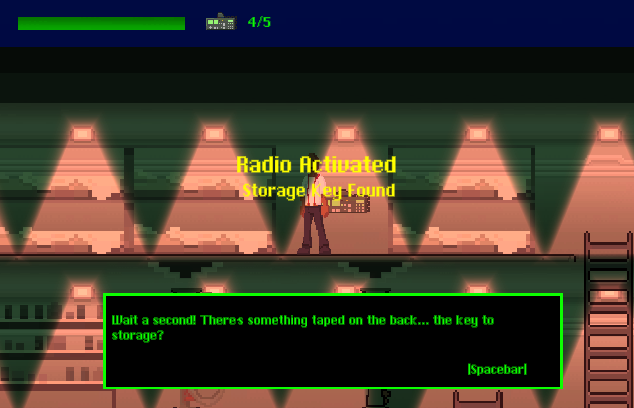 4/5
Radio Activated
Storage Key Found
Wait a second! There's something taped on the back... the key to
storage?
|Spacebar|